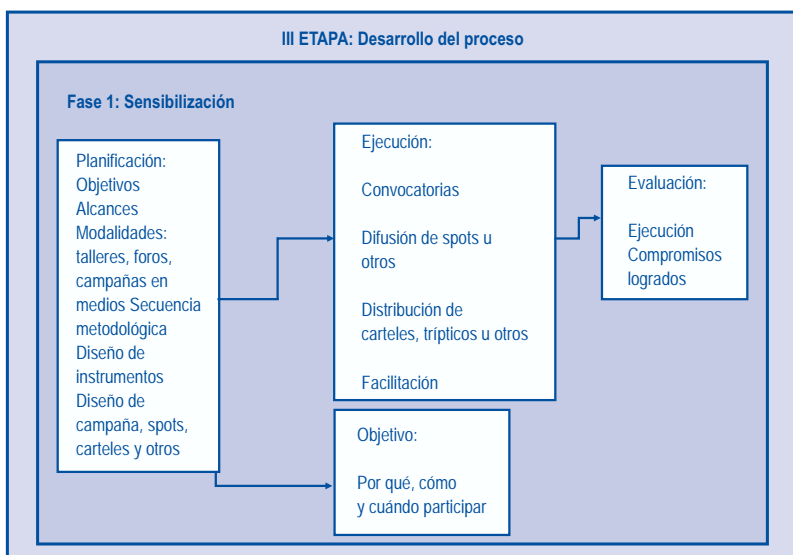 III ETAPA: Desarrollo del proceso
Fase 1: Sensibilización
Planificación:
Objetivos
Alcances
Modalidades:
talleres, foros,
campañas en
medios Secuencia
metodológica
Diseño de
instrumentos
Diseño de
campaña, spots,
carteles y otros
Ejecución:
Convocatorias
Difusión de spots u
otros
Distribución de
carteles, trípticos u otros
Facilitación
Objetivo:
Por qué, cómo
y cuándo participar
Evaluación:
Ejecución
Compromisos
logrados